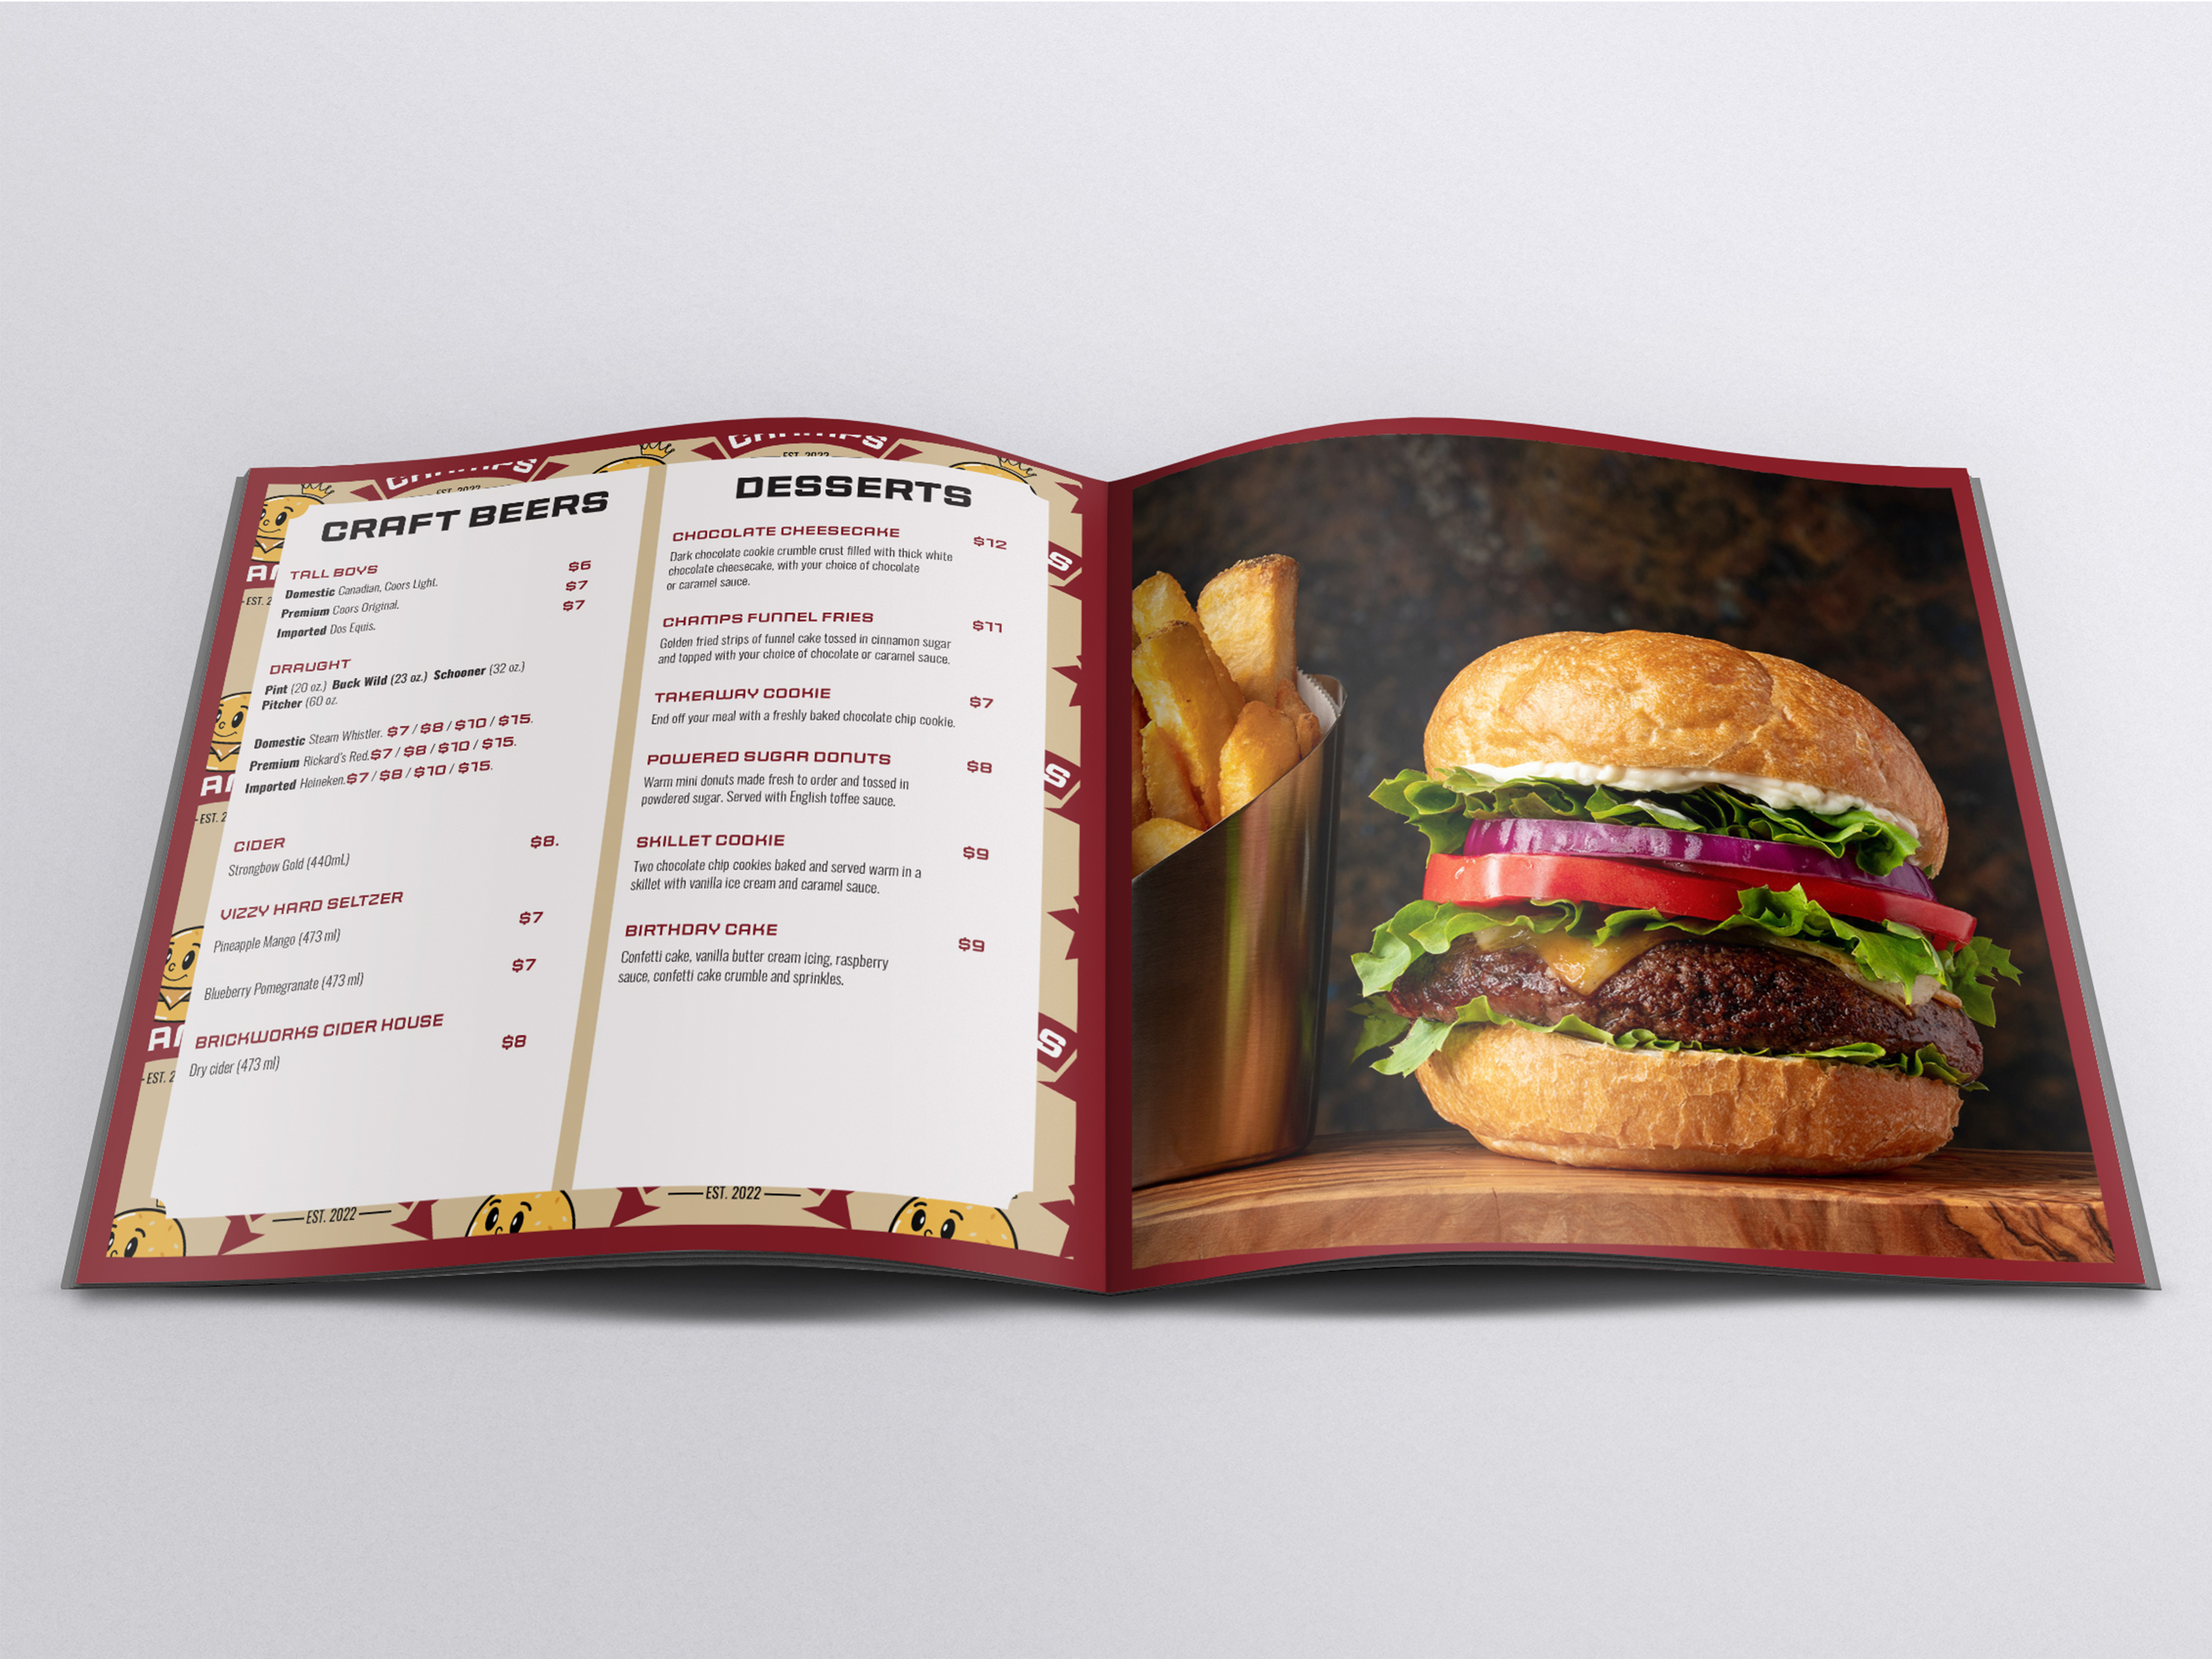 CHAMPS
CHAMPS
EST. 2022
EST. 2022
CRAFT BEERS
TALL BOYS
$6
Domestic Canadian, Coors Light.
$7
Premium Coors Original.
$7
Imported Dos Equis.
DRAUGHT
Pint (20 oz.) Buck Wild (23 oz.) Schooner (32 oz.)
Pitcher (60 oz.
Domestic Steam Whistler. $7 / $8 / $10 / $15.
Premium Rickard's Red.$7 / $8 / $10 / $15.
Imported Heineken.$7 / $8 / $10 / $15.
CIDER $8.
Strongbow Gold (440mL)
VIZZY HARD SELTZER
$7
Pineapple Mango (473 ml)
$7
Blueberry Pomegranate (473 ml)
BRICKWORKS CIDER HOUSE
$8
Dry cider (473 ml)
DESSERTS
CHOCOLATE CHEESECAKE $12
Dark chocolate cookie crumble crust filled with thick white
chocolate cheesecake, with your choice of chocolate
or caramel sauce.
CHAMPS FUNNEL FRIES $11
Golden fried strips of funnel cake tossed in cinnamon sugar
and topped with your choice of chocolate or caramel sauce.
TAKEAWAY COOKIE $7
End off your meal with a freshly baked chocolate chip cookie.
POWERED SUGAR DONUTS $8
Warm mini donuts made fresh to order and tossed in
powdered sugar. Served with English toffee sauce.
SKILLET COOKIE $9
Two chocolate chip cookies baked and served warm in a
skillet with vanilla ice cream and caramel sauce.
BIRTHDAY CAKE $9
Confetti cake, vanilla butter cream icing, raspberry
sauce, confetti cake crumble and sprinkles.
EST. 2022
EST. 2022